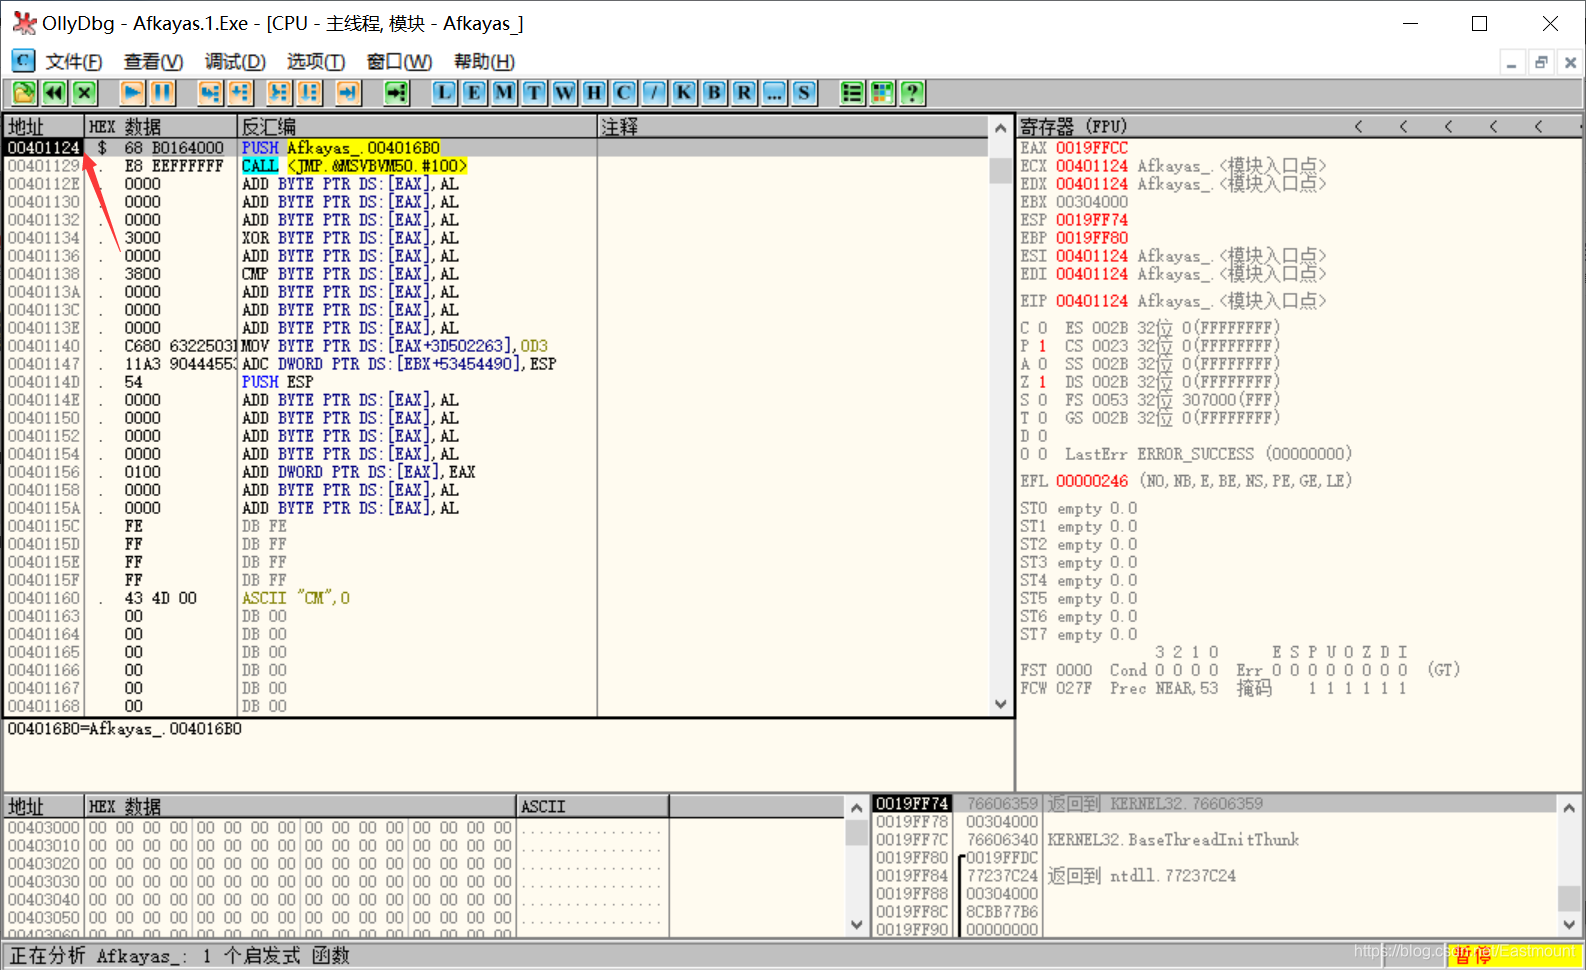 OllyDbg - Afkayas.1.Exe - [CPU - 主线程, 模块 - Afkayas_]
C 文件(F) 查看(V) 调试(D) 选项(T) 窗口(W) 帮助(H)
L E M T W H C / K B R ... S ?
地址 HEX 数据 反汇编 注释
00401124 $ 68 B0164000 PUSH Afkayas_.004016B0
00401129 . E8 EEFFFFFF CALL <JMP.&MSVBVM50.#100>
0040112E . 0000 ADD BYTE PTR DS:[EAX],AL
00401130 . 0000 ADD BYTE PTR DS:[EAX],AL
00401132 . 0000 ADD BYTE PTR DS:[EAX],AL
00401134 . 3000 XOR BYTE PTR DS:[EAX],AL
00401136 . 0000 ADD BYTE PTR DS:[EAX],AL
00401138 . 3800 CMP BYTE PTR DS:[EAX],AL
0040113A . 0000 ADD BYTE PTR DS:[EAX],AL
0040113C . 0000 ADD BYTE PTR DS:[EAX],AL
0040113E . 0000 ADD BYTE PTR DS:[EAX],AL
00401140 . C680 6322503D MOV BYTE PTR DS:[EAX+3D502263],0D3
00401147 . 11A3 90444553 ADC DWORD PTR DS:[EBX+53454490],ESP
0040114D . 54 PUSH ESP
0040114E . 0000 ADD BYTE PTR DS:[EAX],AL
00401150 . 0000 ADD BYTE PTR DS:[EAX],AL
00401152 . 0000 ADD BYTE PTR DS:[EAX],AL
00401154 . 0000 ADD BYTE PTR DS:[EAX],AL
00401156 . 0100 ADD DWORD PTR DS:[EAX],EAX
00401158 . 0000 ADD BYTE PTR DS:[EAX],AL
0040115A . 0000 ADD BYTE PTR DS:[EAX],AL
0040115C FE DB FE
0040115D FF DB FF
0040115E FF DB FF
0040115F FF DB FF
00401160 . 43 4D 00 ASCII "CM",0
00401163 00 DB 00
00401164 00 DB 00
00401165 00 DB 00
00401166 00 DB 00
00401167 00 DB 00
00401168 00 DB 00
004016B0=Afkayas_.004016B0
寄存器 (FPU) < < < < <
EAX 0019FFCC
ECX 00401124 Afkayas_.<模块入口点>
EDX 00401124 Afkayas_.<模块入口点>
EBX 00304000
ESP 0019FF74
EBP 0019FF80
ESI 00401124 Afkayas_.<模块入口点>
EDI 00401124 Afkayas_.<模块入口点>
EIP 00401124 Afkayas_.<模块入口点>
C 0 ES 002B 32位 0(FFFFFFFF)
P 1 CS 0023 32位 0(FFFFFFFF)
A 0 SS 002B 32位 0(FFFFFFFF)
Z 1 DS 002B 32位 0(FFFFFFFF)
S 0 FS 0053 32位 307000(FFF)
T 0 GS 002B 32位 0(FFFFFFFF)
D 0
O 0 LastErr ERROR_SUCCESS (00000000)
EFL 00000246 (NO,NB,E,BE,NS,PE,GE,LE)
ST0 empty 0.0
ST1 empty 0.0
ST2 empty 0.0
ST3 empty 0.0
ST4 empty 0.0
ST5 empty 0.0
ST6 empty 0.0
ST7 empty 0.0
3 2 1 0 E S P U O Z D I
FST 0000 Cond 0 0 0 0 Err 0 0 0 0 0 0 0 0 (GT)
FCW 027F Prec NEAR,53 掩码 1 1 1 1 1 1
地址 HEX 数据 ASCII
00403000 00 00 00 00 00 00 00 00 00 00 00 00 00 00 00 00 ................
00403010 00 00 00 00 00 00 00 00 00 00 00 00 00 00 00 00 ................
00403020 00 00 00 00 00 00 00 00 00 00 00 00 00 00 00 00 ................
00403030 00 00 00 00 00 00 00 00 00 00 00 00 00 00 00 00 ................
00403040 00 00 00 00 00 00 00 00 00 00 00 00 00 00 00 00 ................
00403050 00 00 00 00 00 00 00 00 00 00 00 00 00 00 00 00 ................
00403060 00 00 00 00 00 00 00 00 00 00 00 00 00 00 00 00
0019FF74 76606359 返回到 KERNEL32.76606359
0019FF78 00304000
0019FF7C 76606340 KERNEL32.BaseThreadInitThunk
0019FF80 0019FFDC
0019FF84 77237C24 返回到 ntdll.77237C24
0019FF88 00304000
0019FF8C 8CBB77B6
0019FF90 00000000
正在分析 Afkayas_: 1 个启发式 函数
暂停
https://blog.csdn.net/Eastmount